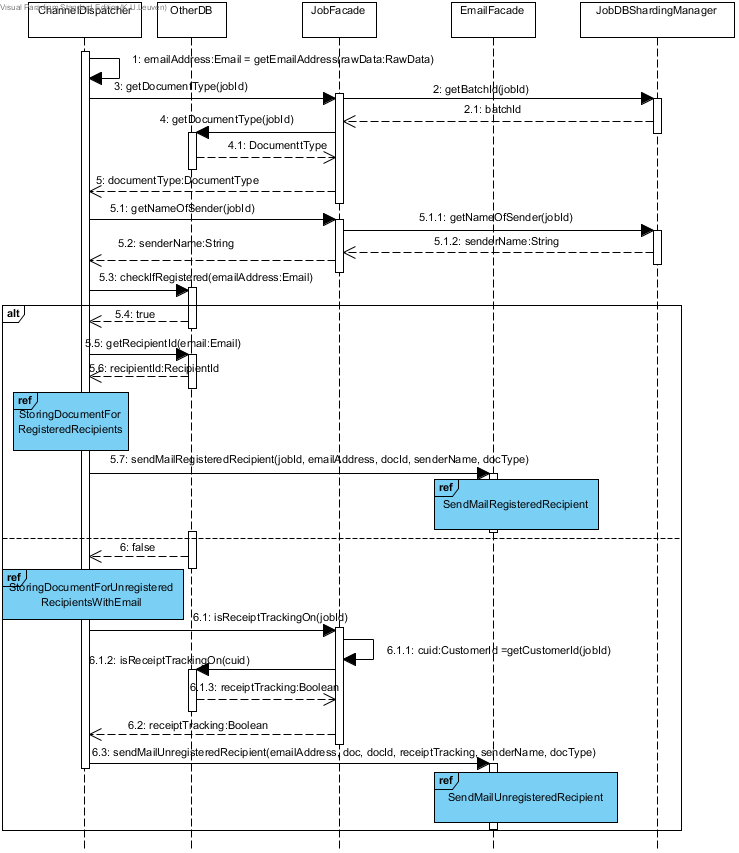 Visual Paradigm Standard Edition(K.U.Leuven)
ChannelDispatcher
OtherDB
JobFacade
EmailFacade
JobDBShardingManager
1: emailAddress:Email = getEmailAddress(rawData:RawData)
3: getDocumentType(jobId)
2: getBatchId(jobId)
2.1: batchId
4: getDocumentType(jobId)
4.1: DocumenttType
5: documentType:DocumentType
5.1: getNameOfSender(jobId)
5.1.1: getNameOfSender(jobId)
5.2: senderName:String
5.1.2: senderName:String
5.3: checkIfRegistered(emailAddress:Email)
alt
5.4: true
5.5: getRecipientId(email:Email)
5.6: recipientId:RecipientId
ref
StoringDocumentFor
RegisteredRecipients
5.7: sendMailRegisteredRecipient(jobId, emailAddress, docId, senderName, docType)
ref
SendMailRegisteredRecipient
6: false
ref
StoringDocumentForUnregistered
RecipientsWithEmail
6.1: isReceiptTrackingOn(jobId)
6.1.1: cuid:CustomerId =getCustomerId(jobId)
6.1.2: isReceiptTrackingOn(cuid)
6.1.3: receiptTracking:Boolean
6.2: receiptTracking:Boolean
6.3: sendMailUnregisteredRecipient(emailAddress, doc, docId, receiptTracking, senderName, docType)
ref
SendMailUnregisteredRecipient